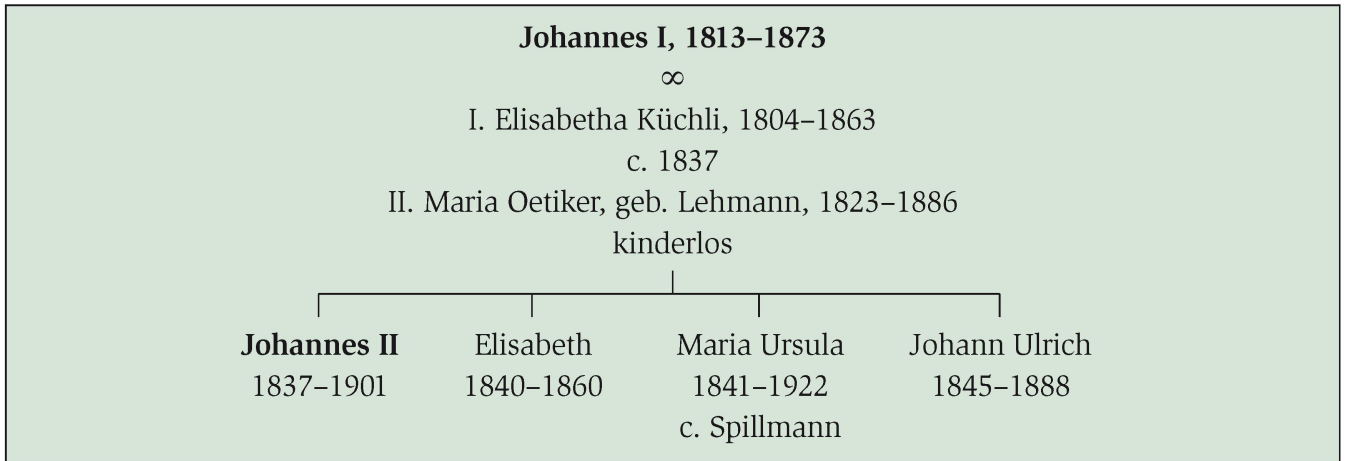 Johannes I, 1813–1873
∞
I. Elisabetha Küchli, 1804–1863
c. 1837
II. Maria Oetiker, geb. Lehmann, 1823–1886
kinderlos
Johannes II Elisabeth Maria Ursula Johann Ulrich
1837–1901 1840–1860 1841–1922 1845–1888
c. Spillmann